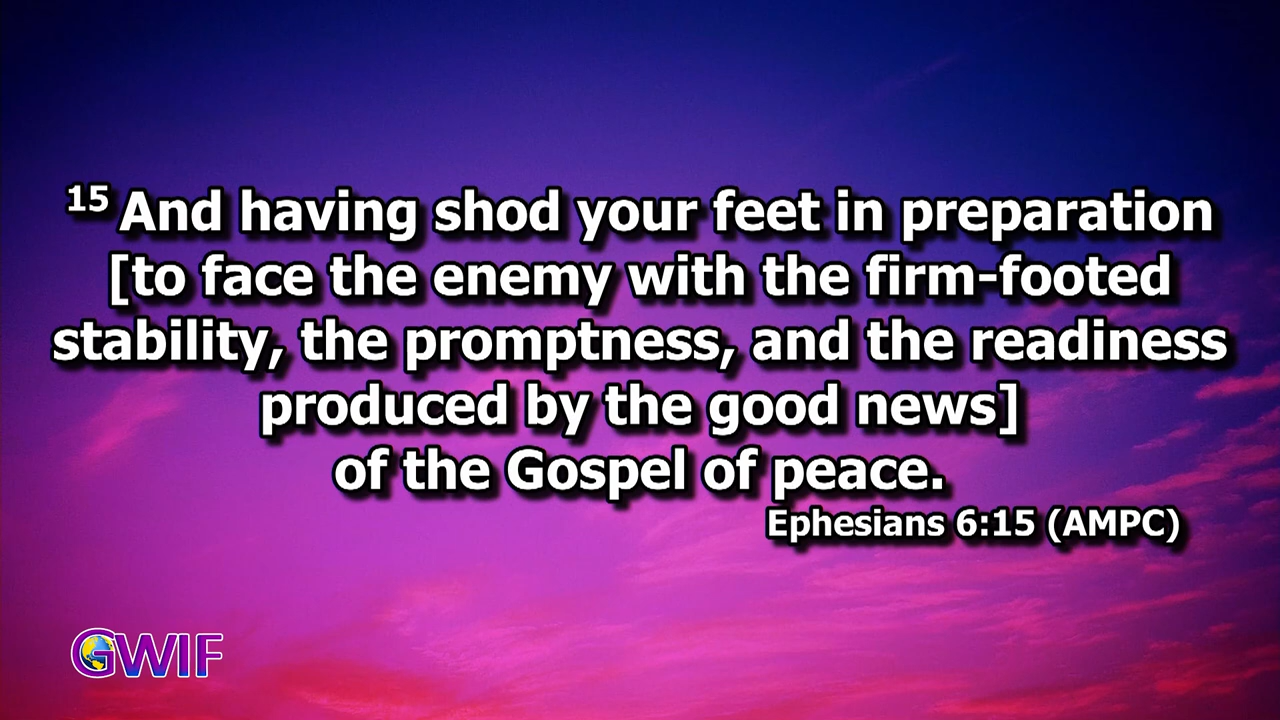 15 And having shod your feet in preparation
[to face the enemy with the firm-footed
stability, the promptness, and the readiness
produced by the good news]
of the Gospel of peace.
Ephesians 6:15 (AMPC)
GWIF